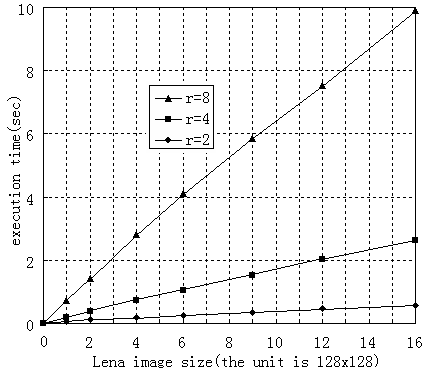 10
8
6
4
2
0
execution time(sec)
r=8
r=4
r=2
0 2 4 6 8 10 12 14 16
Lena image size(the unit is 128x128)